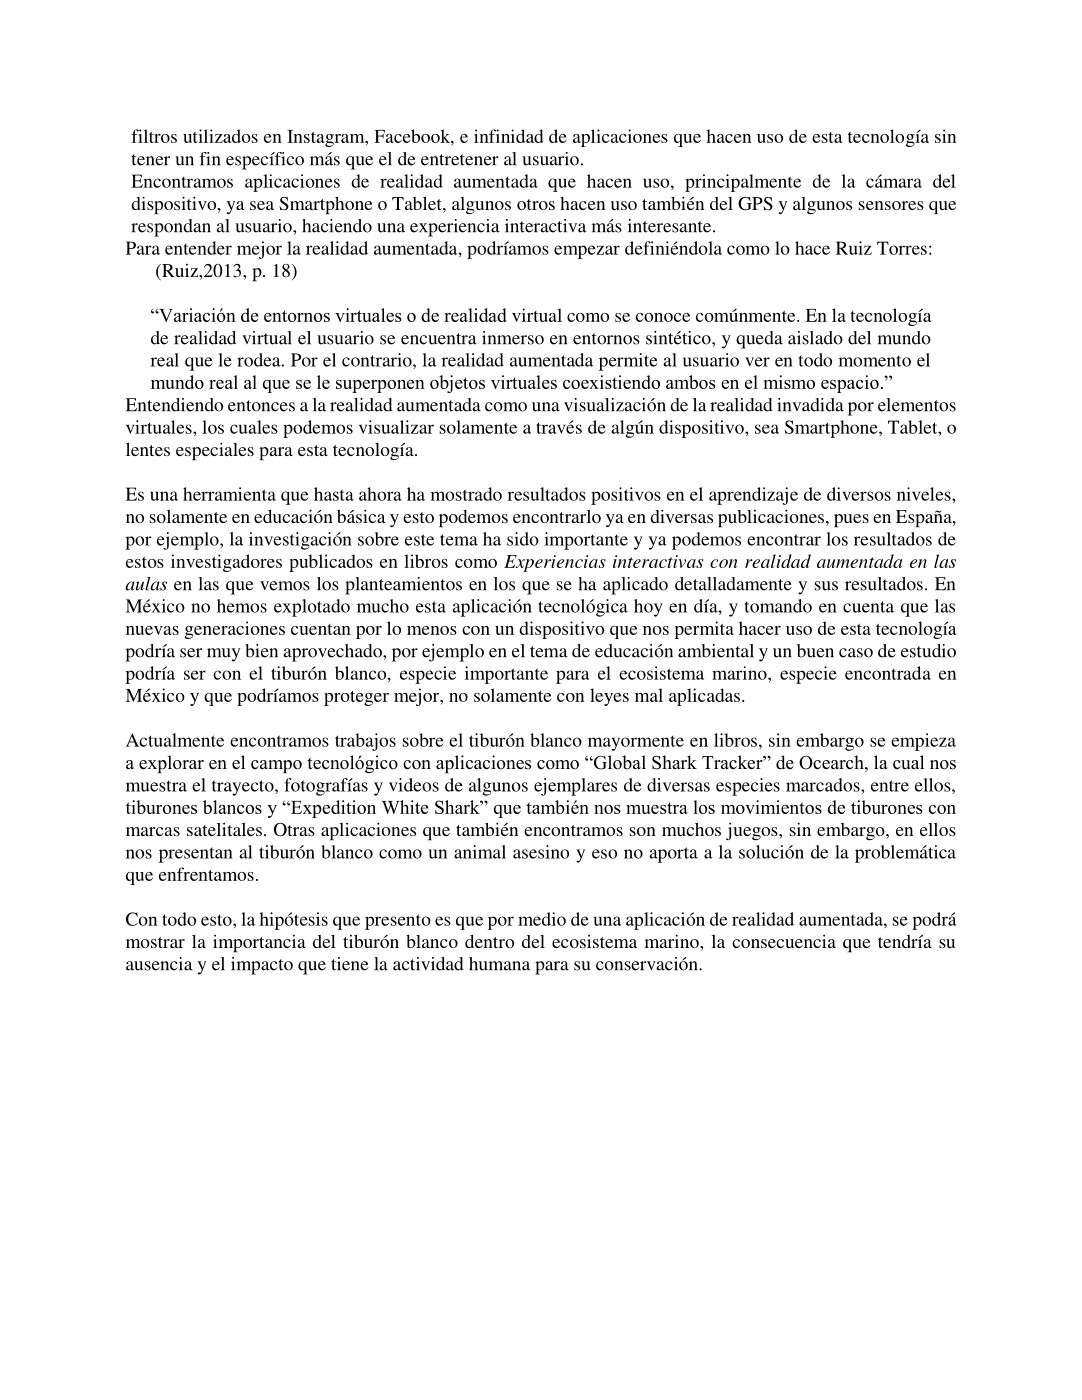 filtros utilizados en Instagram, Facebook, e infinidad de aplicaciones que hacen uso de esta tecnología sin
tener un fin específico más que el de entretener al usuario.
Encontramos aplicaciones de realidad aumentada que hacen uso, principalmente de la cámara del
dispositivo, ya sea Smartphone o Tablet, algunos otros hacen uso también del GPS y algunos sensores que
respondan al usuario, haciendo una experiencia interactiva más interesante.
Para entender mejor la realidad aumentada, podríamos empezar definiéndola como lo hace Ruiz Torres:
(Ruiz,2013, p. 18)
“Variación de entornos virtuales o de realidad virtual como se conoce comúnmente. En la tecnología
de realidad virtual el usuario se encuentra inmerso en entornos sintético, y queda aislado del mundo
real que le rodea. Por el contrario, la realidad aumentada permite al usuario ver en todo momento el
mundo real al que se le superponen objetos virtuales coexistiendo ambos en el mismo espacio.”
Entendiendo entonces a la realidad aumentada como una visualización de la realidad invadida por elementos
virtuales, los cuales podemos visualizar solamente a través de algún dispositivo, sea Smartphone, Tablet, o
lentes especiales para esta tecnología.
Es una herramienta que hasta ahora ha mostrado resultados positivos en el aprendizaje de diversos niveles,
no solamente en educación básica y esto podemos encontrarlo ya en diversas publicaciones, pues en España,
por ejemplo, la investigación sobre este tema ha sido importante y ya podemos encontrar los resultados de
estos investigadores publicados en libros como Experiencias interactivas con realidad aumentada en las
aulas en las que vemos los planteamientos en los que se ha aplicado detalladamente y sus resultados. En
México no hemos explotado mucho esta aplicación tecnológica hoy en día, y tomando en cuenta que las
nuevas generaciones cuentan por lo menos con un dispositivo que nos permita hacer uso de esta tecnología
podría ser muy bien aprovechado, por ejemplo en el tema de educación ambiental y un buen caso de estudio
podría ser con el tiburón blanco, especie importante para el ecosistema marino, especie encontrada en
México y que podríamos proteger mejor, no solamente con leyes mal aplicadas.
Actualmente encontramos trabajos sobre el tiburón blanco mayormente en libros, sin embargo se empieza
a explorar en el campo tecnológico con aplicaciones como “Global Shark Tracker” de Ocearch, la cual nos
muestra el trayecto, fotografías y videos de algunos ejemplares de diversas especies marcados, entre ellos,
tiburones blancos y “Expedition White Shark” que también nos muestra los movimientos de tiburones con
marcas satelitales. Otras aplicaciones que también encontramos son muchos juegos, sin embargo, en ellos
nos presentan al tiburón blanco como un animal asesino y eso no aporta a la solución de la problemática
que enfrentamos.
Con todo esto, la hipótesis que presento es que por medio de una aplicación de realidad aumentada, se podrá
mostrar la importancia del tiburón blanco dentro del ecosistema marino, la consecuencia que tendría su
ausencia y el impacto que tiene la actividad humana para su conservación.